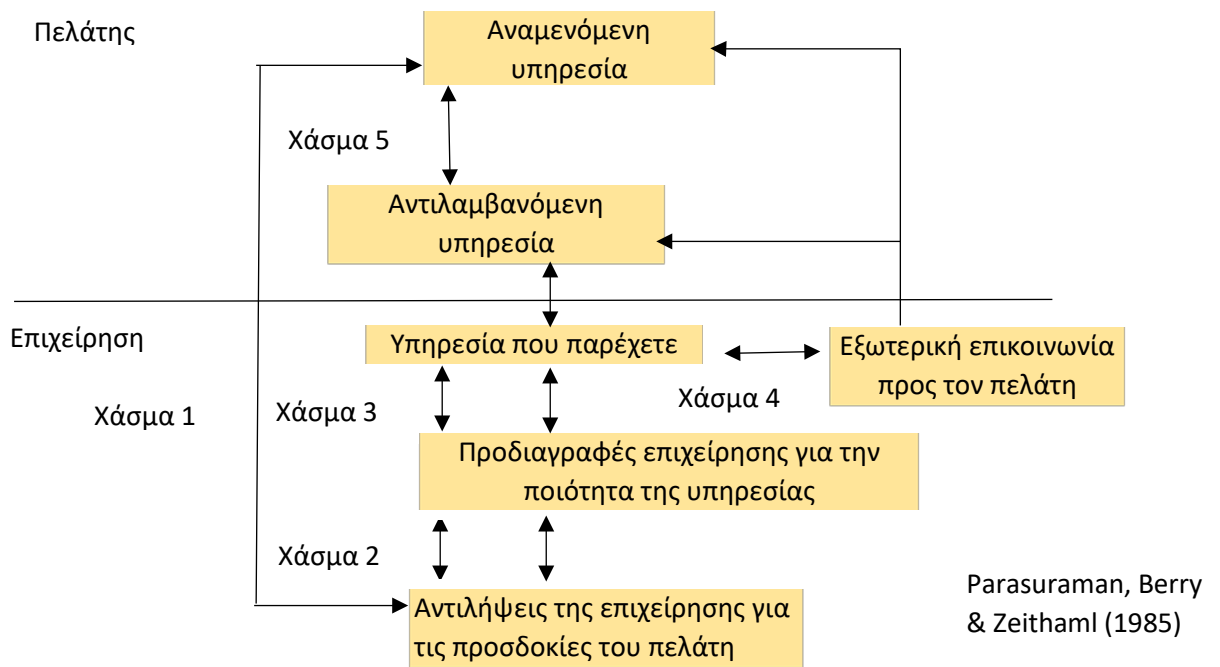 Πελάτης
Αναμενόμενη
υπηρεσία
Χάσμα 5
Αντιλαμβανόμενη
υπηρεσία
Επιχείρηση
Υπηρεσία που παρέχετε
Εξωτερική επικοινωνία
προς τον πελάτη
Χάσμα 1
Χάσμα 3
Χάσμα 4
Προδιαγραφές επιχείρησης για την
ποιότητα της υπηρεσίας
Χάσμα 2
Αντιλήψεις της επιχείρησης για
τις προσδοκίες του πελάτη
Parasuraman, Berry
& Zeithaml (1985)